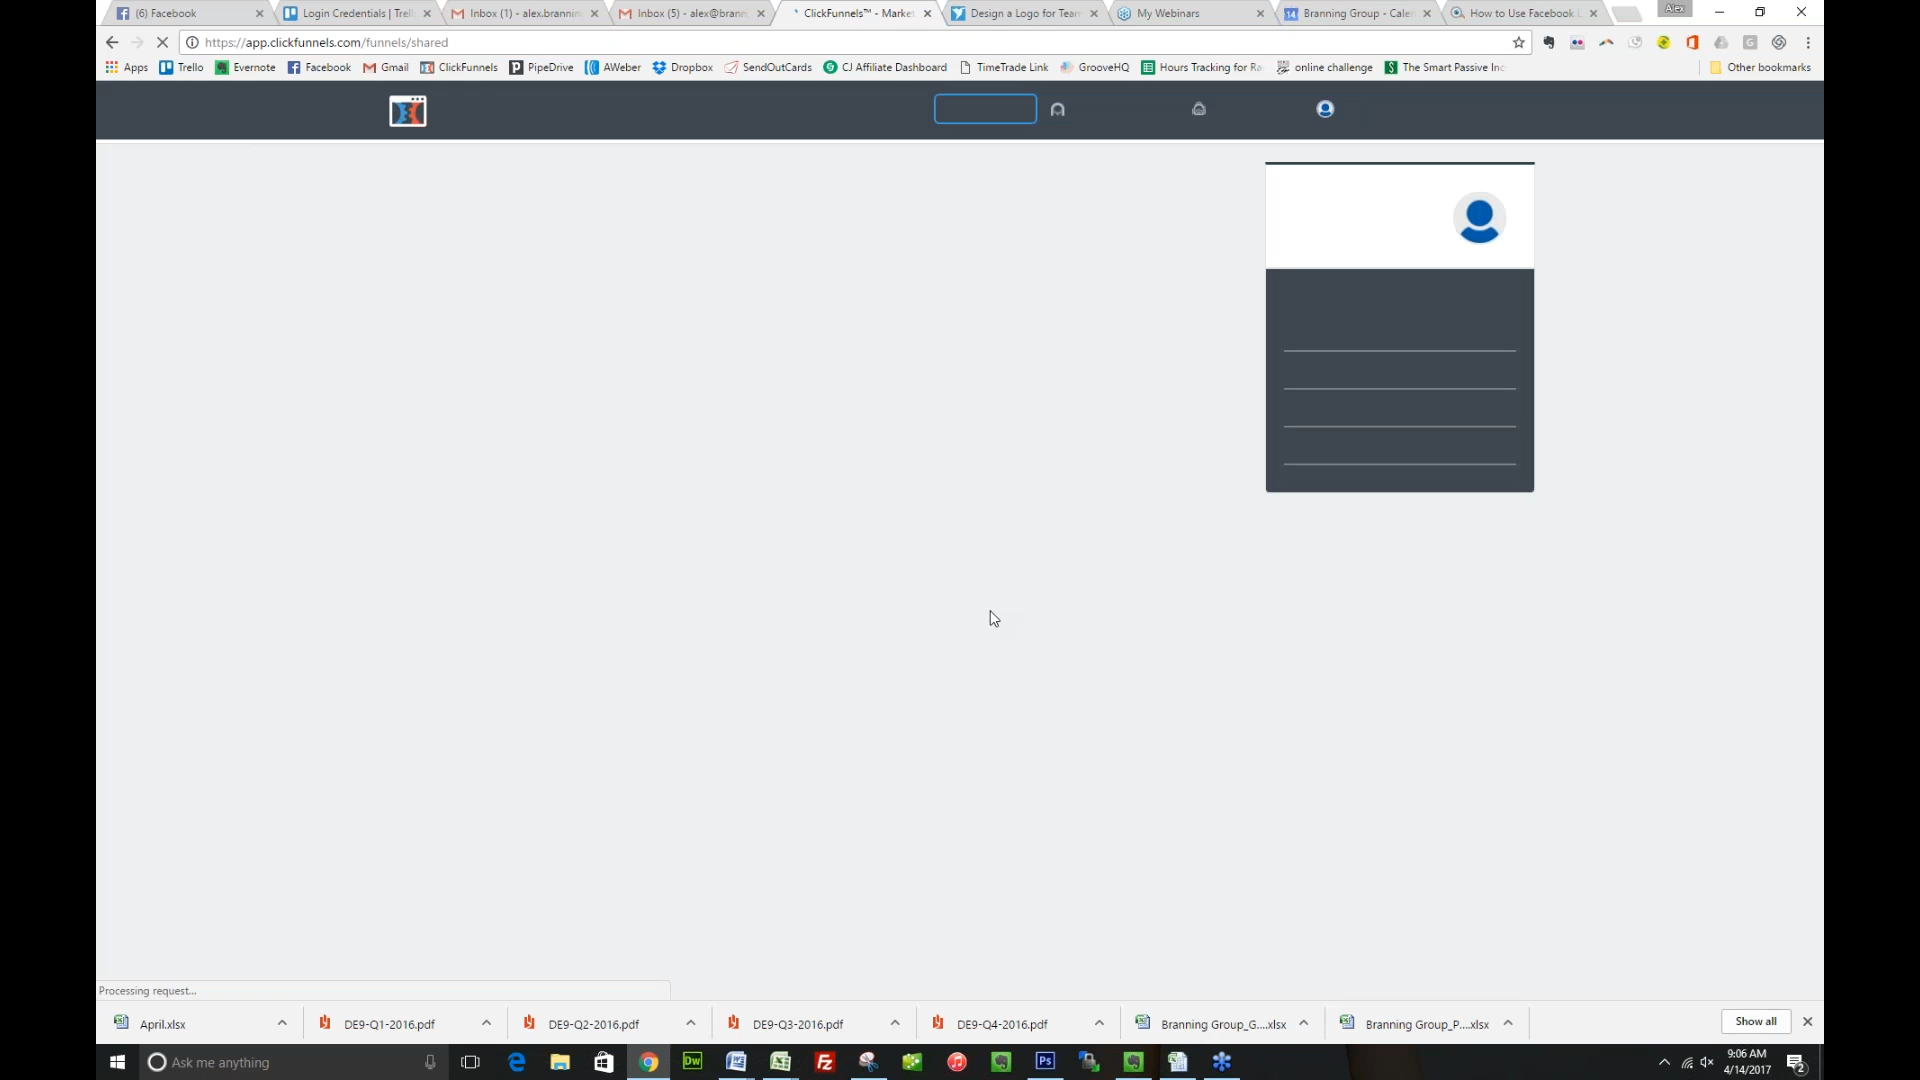 (6) Facebook
Login Credentials | Trell
Inbox (1) - alex.brannin
Inbox (5) - alex@brann
ClickFunnels™ - Market
Design a Logo for Team
My Webinars
Branning Group - Calen
How to Use Facebook L
Alex
https://app.clickfunnels.com/funnels/shared
Apps
Trello
Evernote
Facebook
Gmail
ClickFunnels
PipeDrive
AWeber
Dropbox
SendOutCards
CJ Affiliate Dashboard
TimeTrade Link
GrooveHQ
Hours Tracking for Ra
online challenge
The Smart Passive Inc
Other bookmarks
Processing request...
April.xlsx
DE9-Q1-2016.pdf
DE9-Q2-2016.pdf
DE9-Q3-2016.pdf
DE9-Q4-2016.pdf
Branning Group_G....xlsx
Branning Group_P....xlsx
Show all
Ask me anything
9:06 AM
4/14/2017
2